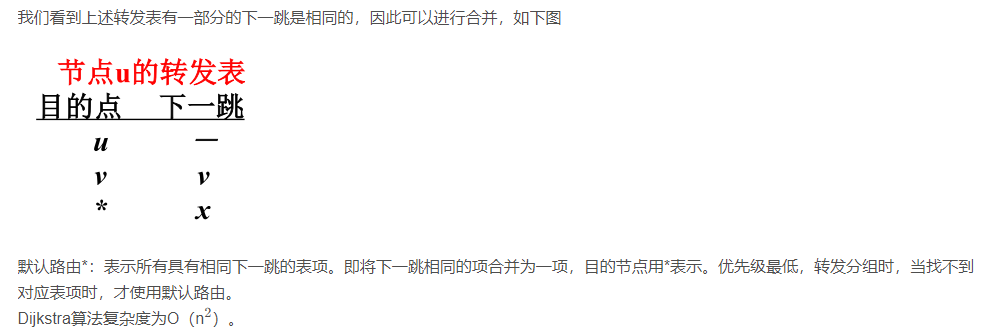 我们看到上述转发表有一部分的下一跳是相同的，因此可以进行合并，如下图
节点u的转发表
目的点 下一跳
u —
v v
* x
默认路由*：表示所有具有相同下一跳的表项。即将下一跳相同的项合并为一项，目的节点用*表示。优先级最低，转发分组时，当找不到
对应表项时，才使用默认路由。
Dijkstra算法复杂度为O（n²）。